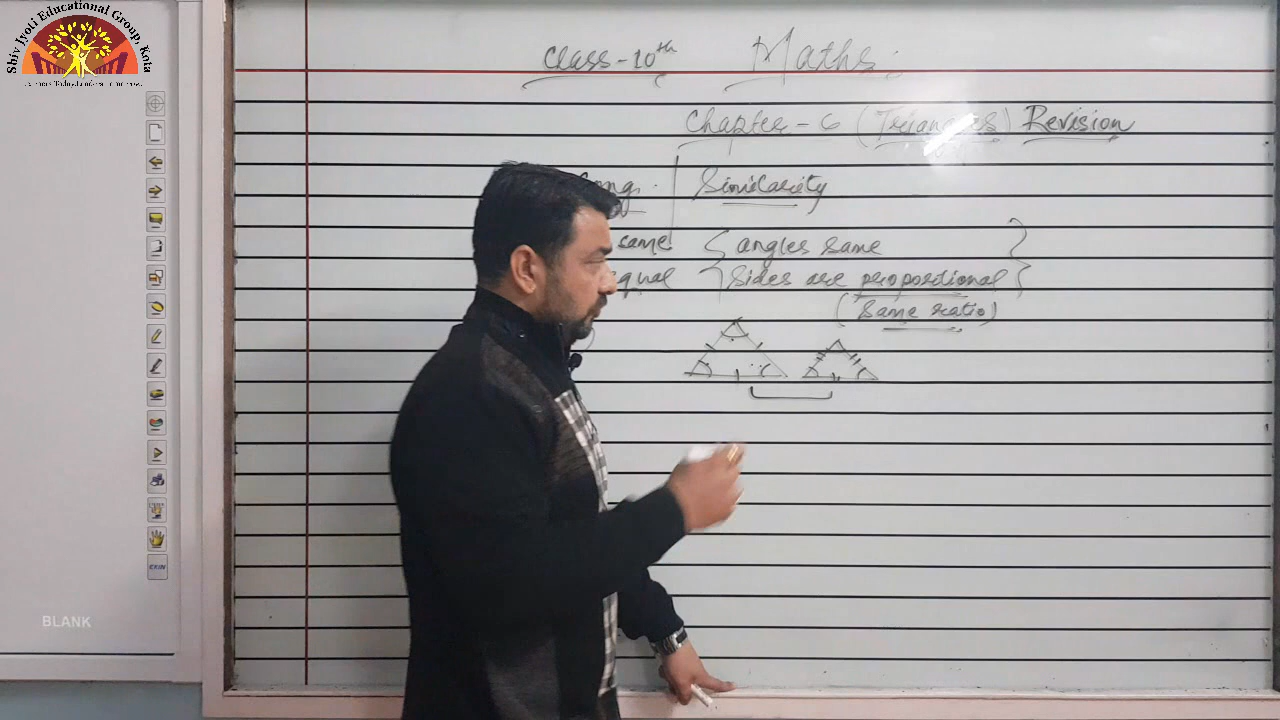 Shiv Jyoti Educational Group, Kota
Class-10th Maths:
Chapter-6 (Triangles) Revision
Similarity
same { angles same }
Sides are proportional
(Same ratio)
BLANK